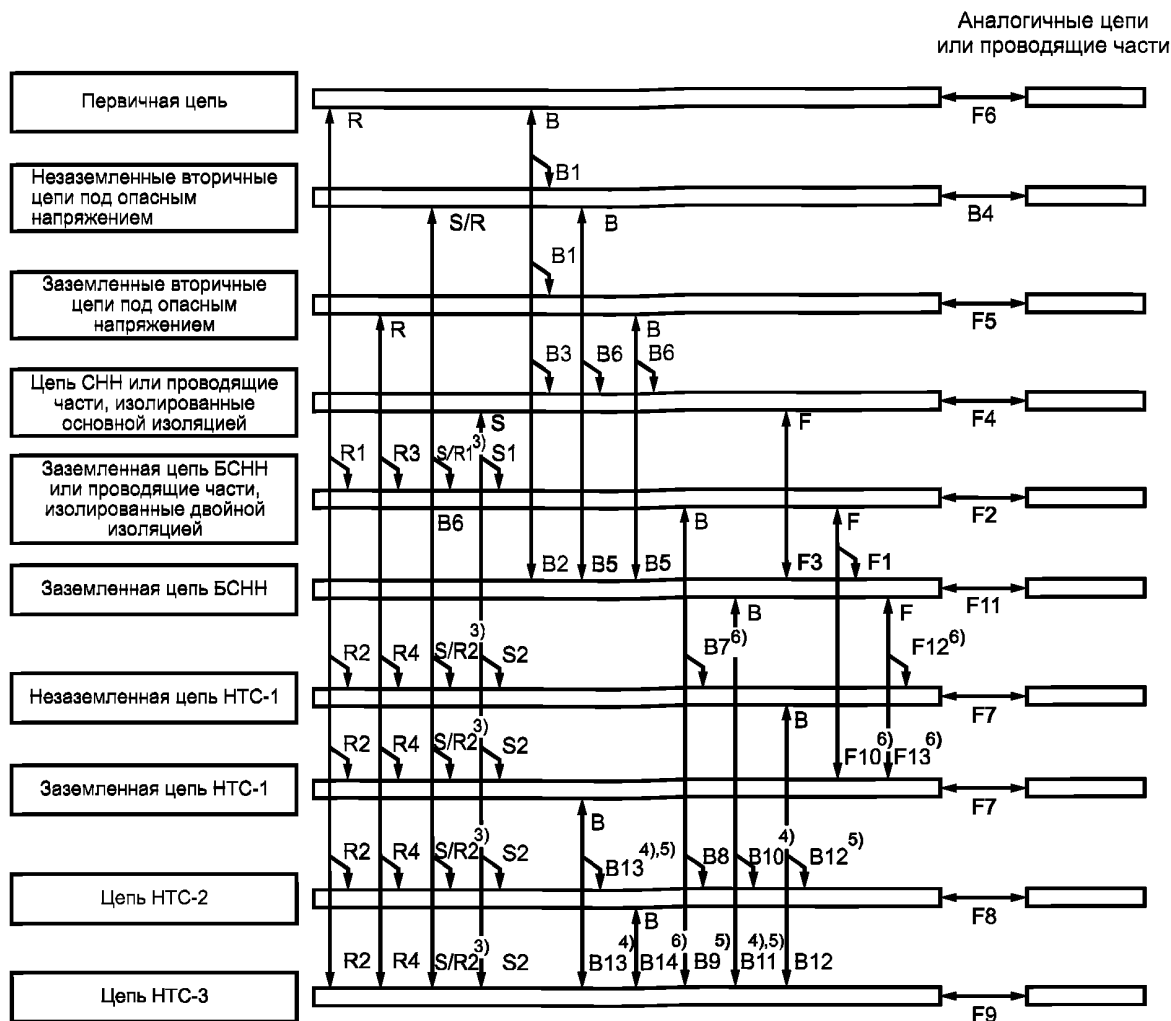 Аналогичные цепи
или проводящие части
Первичная цепь
R
B
F6
B1
Незаземленные вторичные
цепи под опасным
напряжением
S/R
B
B4
B1
Заземленные вторичные
цепи под опасным
напряжением
R
B
F5
B3
B6
B6
Цепь СНН или проводящие
части, изолированные
основной изоляцией
S
F
F4
R1
R3
S/R1 3)
S1
Заземленная цепь БСНН
или проводящие части,
изолированные двойной
изоляцией
B6
B
F
F2
B2
B5
B5
F3
F1
Заземленная цепь БСНН
B
F
F11
R2
R4
S/R2 3)
S2
B7 6)
F12 6)
Незаземленная цепь НТС-1
B
F7
R2
R4
S/R2 3)
S2
F10 6)
F13 6)
Заземленная цепь НТС-1
B
F7
R2
R4
S/R2 3)
S2
B13 4),5)
B8
B10 4)
B12 5)
Цепь НТС-2
B
F8
R2
R4
S/R2 3)
S2
B13 4)
B14 6)
B9 5)
B11 4),5)
B12
Цепь НТС-3
F9